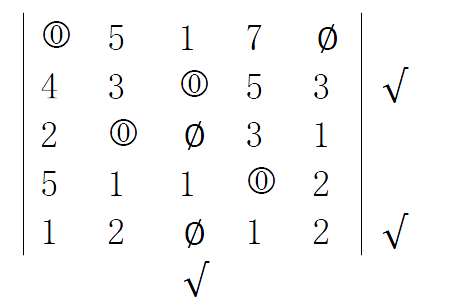 | ⓪ 5 1 7 ∅ |
| 4 3 ⓪ 5 3 | √
| 2 ⓪ ∅ 3 1 |
| 5 1 1 ⓪ 2 |
| 1 2 ∅ 1 2 | √
√